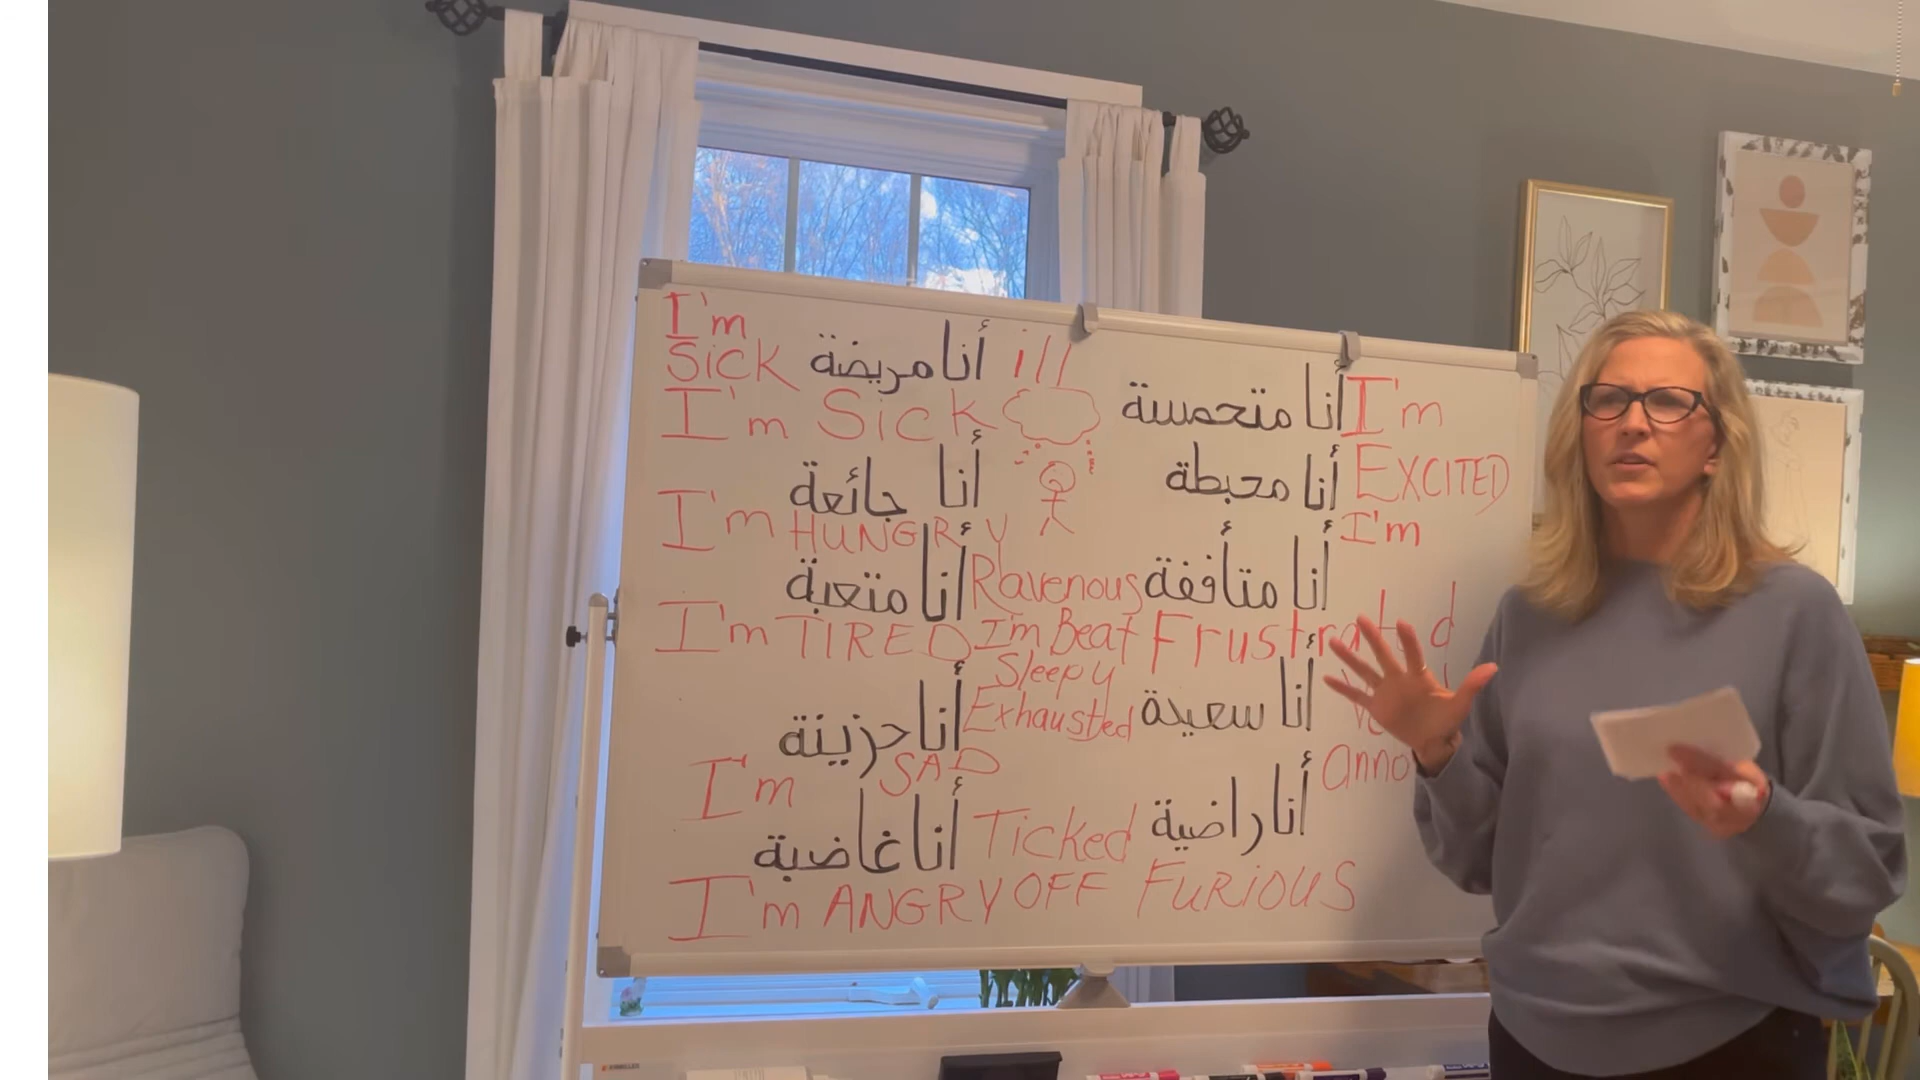 I'm
Sick أنا مريضة ill
I'm Sick
أنا جائعة
I'm HUNGRY
أنا متعبة Ravenous
I'm TIRED I'm Beat
Sleepy
أنا حزينة Exhausted
I'm SAD
أنا غاضبة Ticked
I'm ANGRY OFF FURIOUS
أنا متحمسة I'm
أنا محبطة EXCITED
I'm
أنا متأففة
Frustrated
أنا سعيدة
أنا راضية